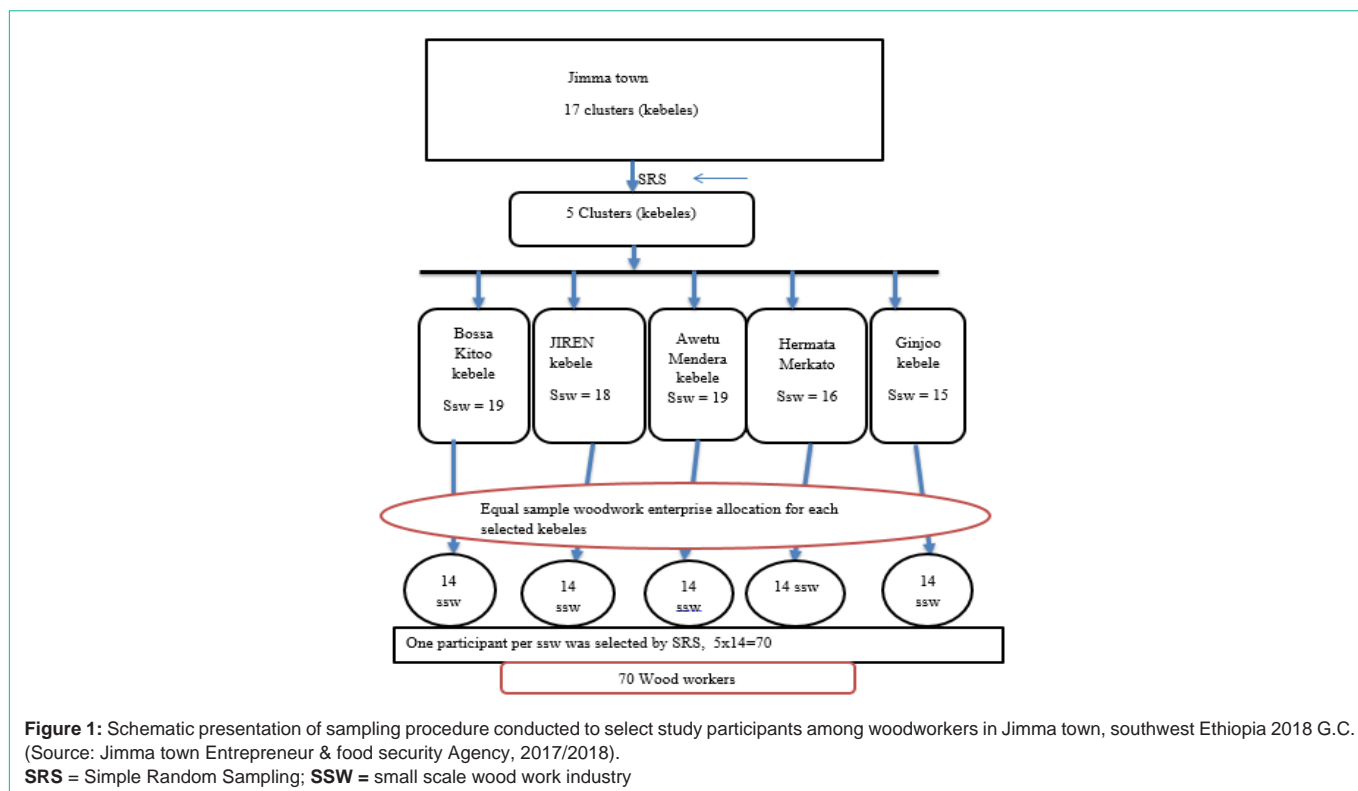 Jimma town
17 clusters (kebeles)
SRS
5 Clusters (kebeles)
Bossa
Kitoo
kebele
Ssw = 19
JIREN
kebele
Ssw = 18
Awetu
Mendera
kebele
Ssw = 19
Hermata
Merkato
Ssw = 16
Ginjoo
kebele
Ssw = 15
Equal sample woodwork enterprise allocation for each
selected kebeles
14
ssw
14
ssw
14
ssw
14 ssw
14
ssw
One participant per ssw was selected by SRS, 5x14=70
70 Wood workers
Figure 1: Schematic presentation of sampling procedure conducted to select study participants among woodworkers in Jimma town, southwest Ethiopia 2018 G.C.
(Source: Jimma town Entrepreneur & food security Agency, 2017/2018).
SRS = Simple Random Sampling; SSW = small scale wood work industry